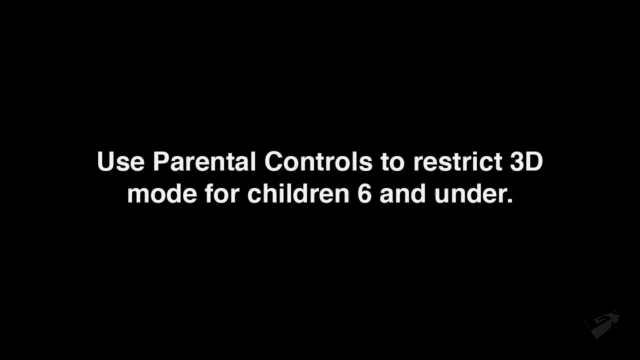 Use Parental Controls to restrict 3D
mode for children 6 and under.